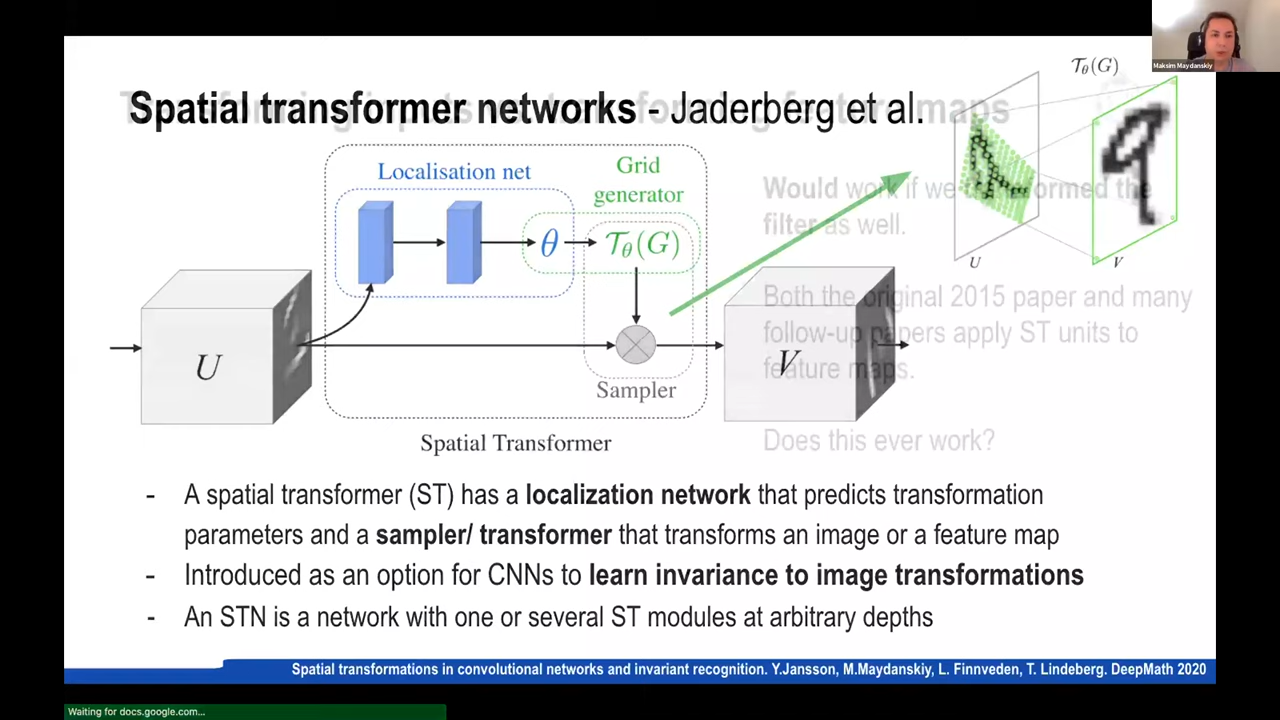 Maksim Maydanskiy
Spatial transformer networks - Jaderberg et al.
maps
Localisation net
Grid
generator
θ
𝒯θ(G)
U
Sampler
V
Spatial Transformer
𝒯θ(G)
U
V
Would work if we transformed the
filter as well.
Both the original 2015 paper and many
follow-up papers apply ST units to
feature maps.
Does this ever work?
- A spatial transformer (ST) has a localization network that predicts transformation
parameters and a sampler/ transformer that transforms an image or a feature map
- Introduced as an option for CNNs to learn invariance to image transformations
- An STN is a network with one or several ST modules at arbitrary depths
Spatial transformations in convolutional networks and invariant recognition. Y.Jansson, M.Maydanskiy, L. Finnveden, T. Lindeberg. DeepMath 2020
Waiting for docs.google.com...